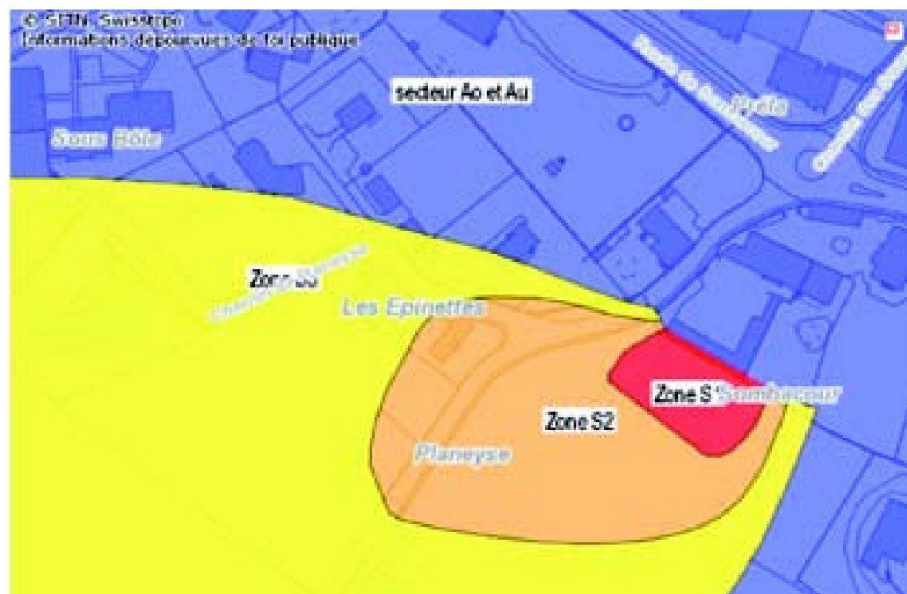 © SITN, Swisstopo
Informations dépourvues de foi publique
secteur Ao et Au
Sous Bôle
Zone S3
Les Epinettes
Zone S
Sombacour
Zone S2
Planeyse